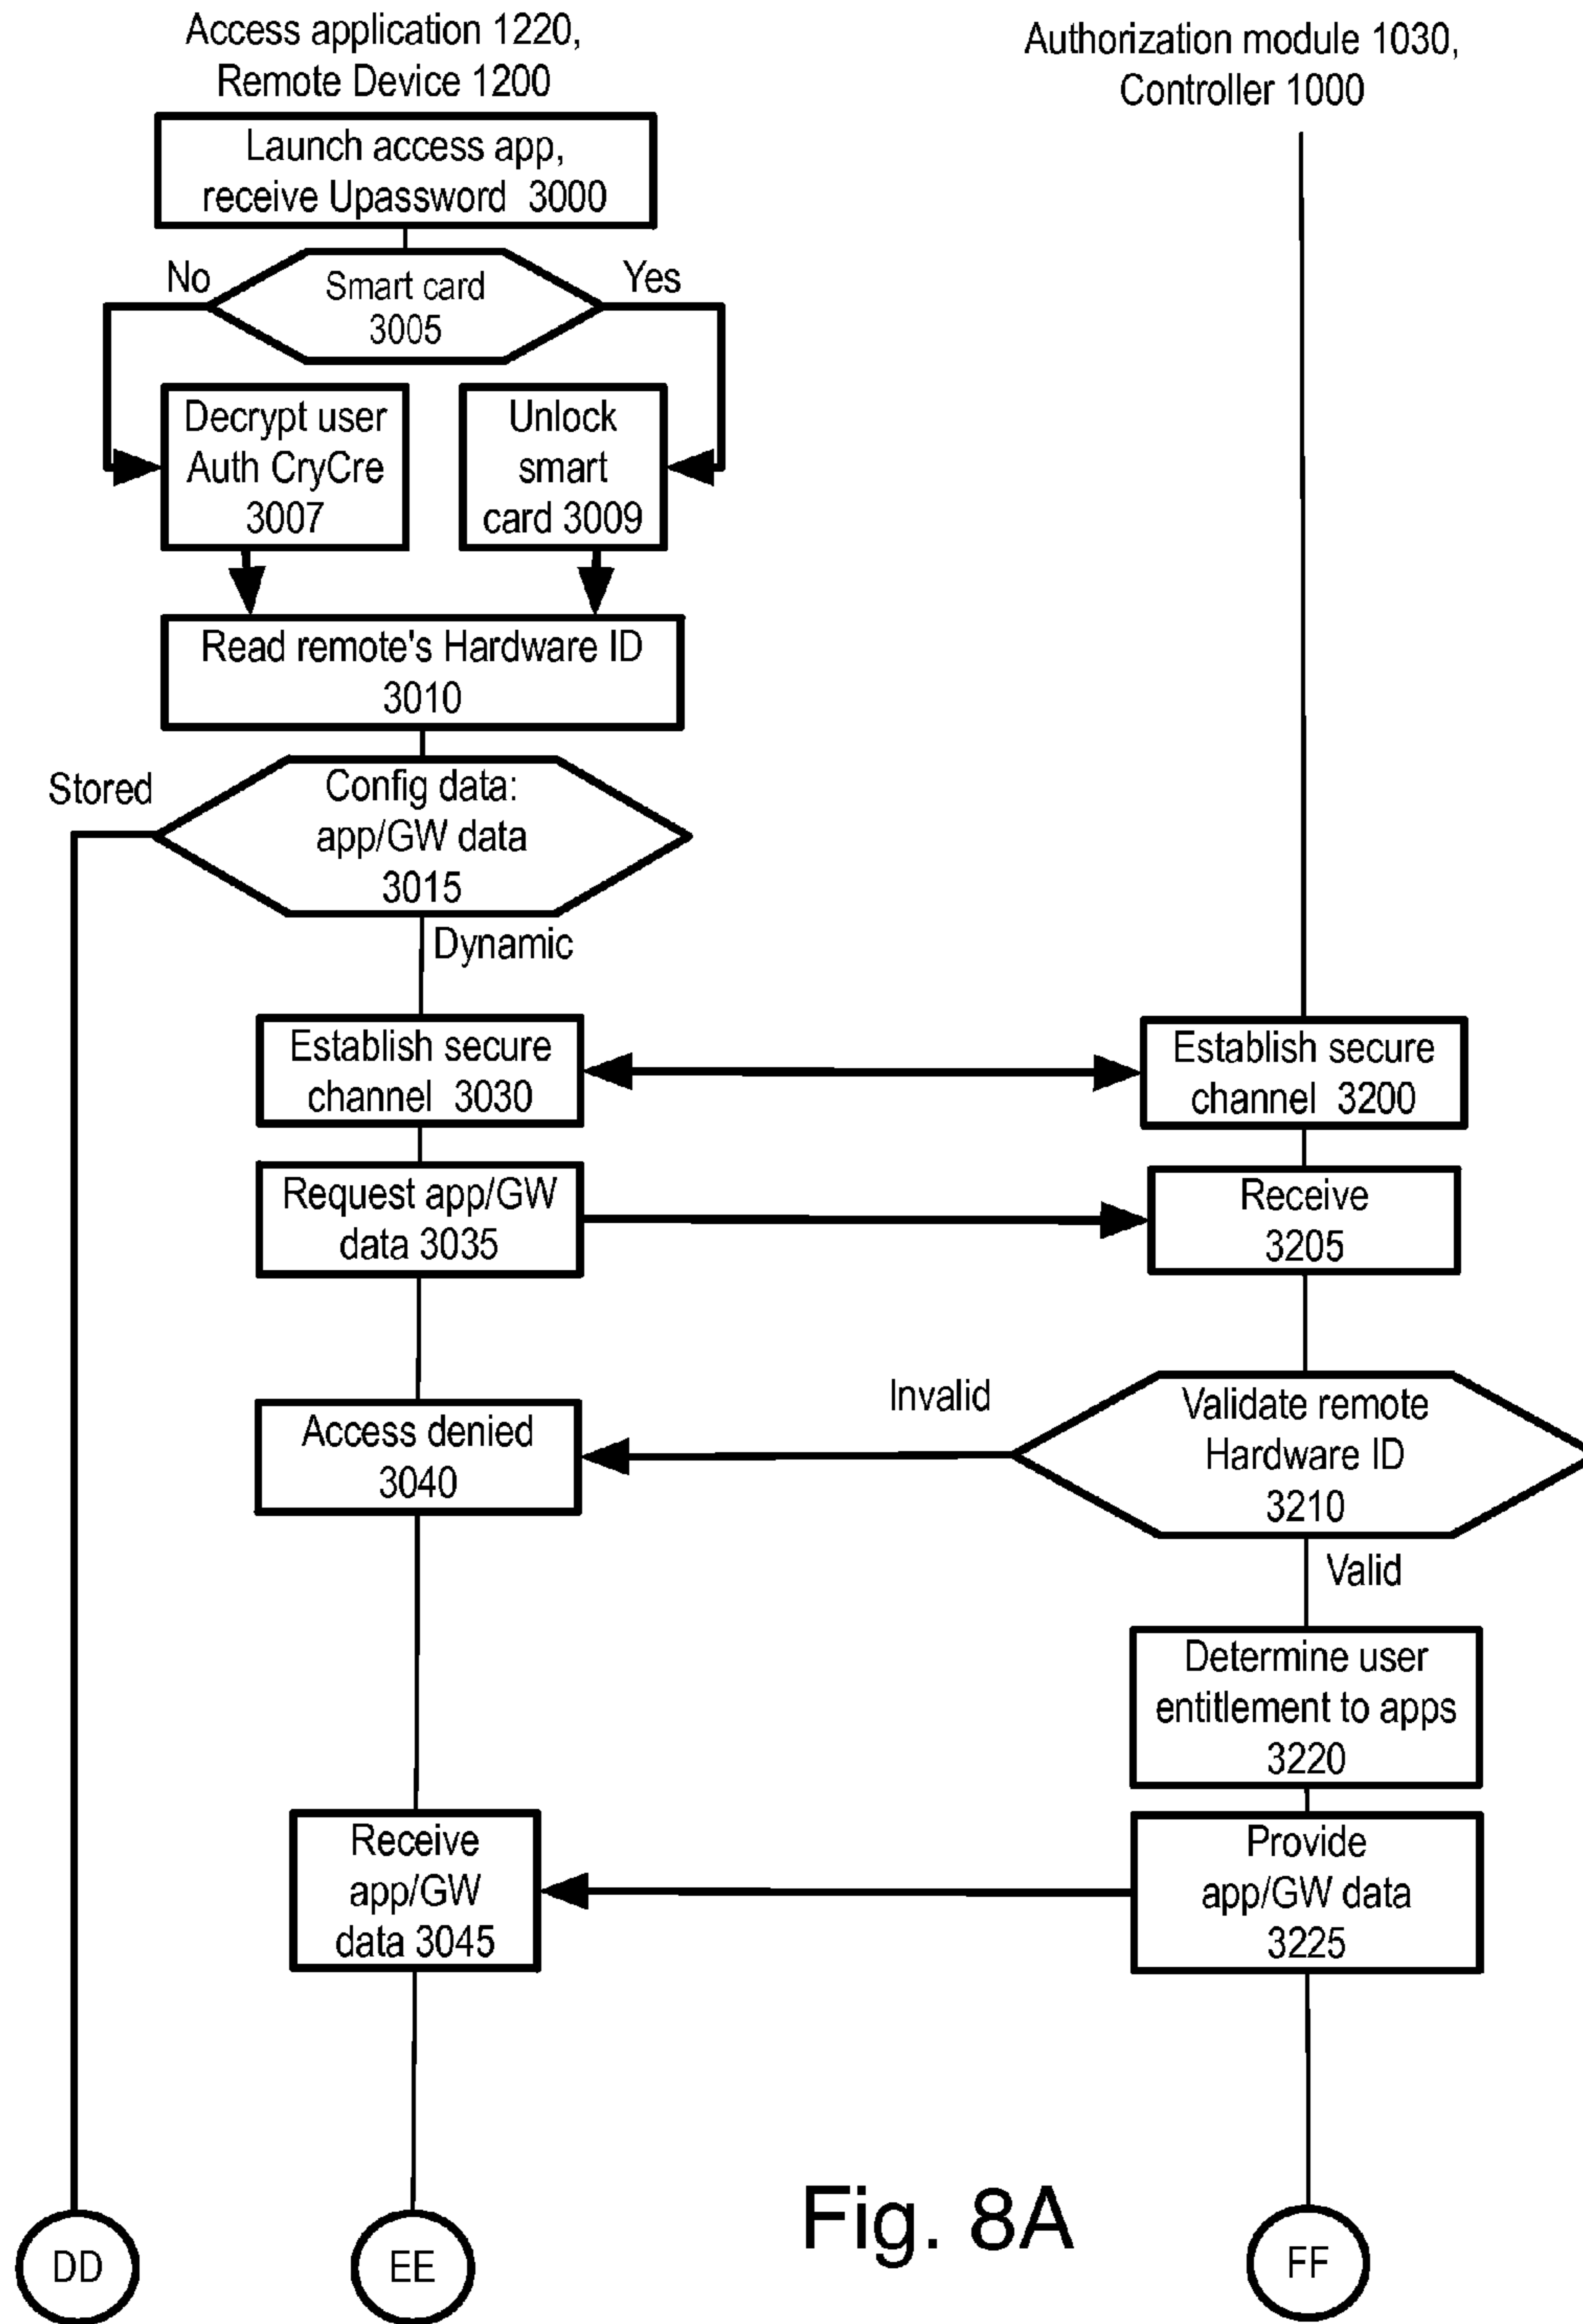 Access application 1220,
Remote Device 1200
Authorization module 1030,
Controller 1000
Launch access app,
receive Upassword 3000
No
Smart card
3005
Yes
Decrypt user
Auth CryCre
3007
Unlock
smart
card 3009
Read remote's Hardware ID
3010
Stored
Config data:
app/GW data
3015
Dynamic
Establish secure
channel 3030
Establish secure
channel 3200
Request app/GW
data 3035
Receive
3205
Access denied
3040
Invalid
Validate remote
Hardware ID
3210
Valid
Determine user
entitlement to apps
3220
Receive
app/GW
data 3045
Provide
app/GW data
3225
Fig. 8A
DD
EE
FF